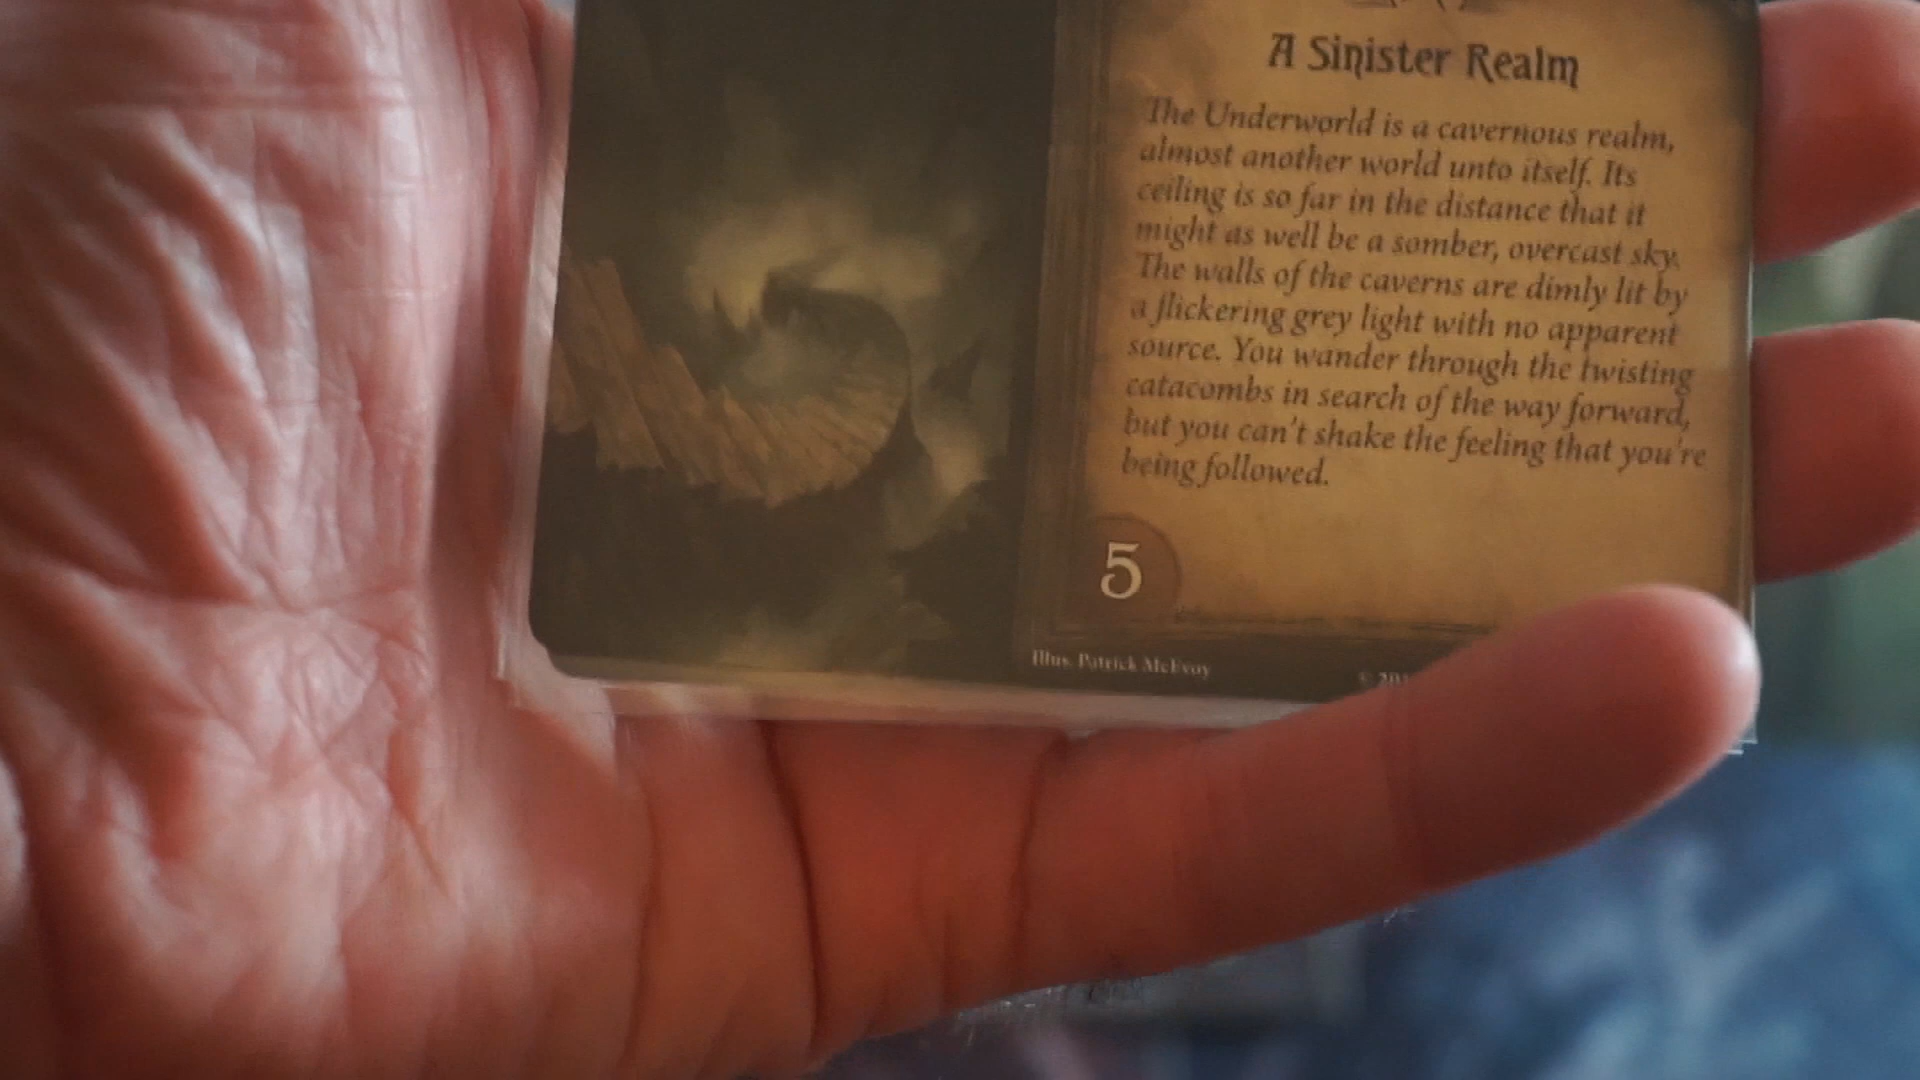 A Sinister Realm
The Underworld is a cavernous realm,
almost another world unto itself. Its
ceiling is so far in the distance that it
might as well be a somber, overcast sky.
The walls of the caverns are dimly lit by
a flickering grey light with no apparent
source. You wander through the twisting
catacombs in search of the way forward,
but you can't shake the feeling that you're
being followed.
5
Illus. Patrick McEvoy
©